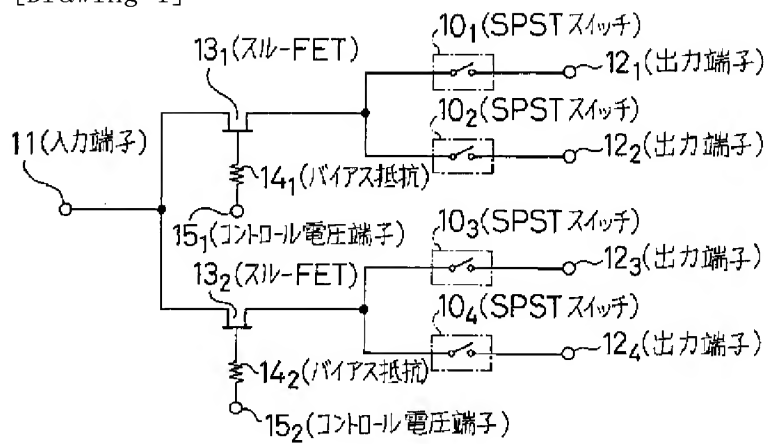 [Drawing 1]
10₁(SPSTスイッチ)
13₁(スルーFET)
12₁(出力端子)
10₂(SPSTスイッチ)
11(入力端子)
12₂(出力端子)
14₁(バイアス抵抗)
15₁(コントロール電圧端子)
10₃(SPSTスイッチ)
13₂(スルーFET)
12₃(出力端子)
10₄(SPSTスイッチ)
12₄(出力端子)
14₂(バイアス抵抗)
15₂(コントロール電圧端子)